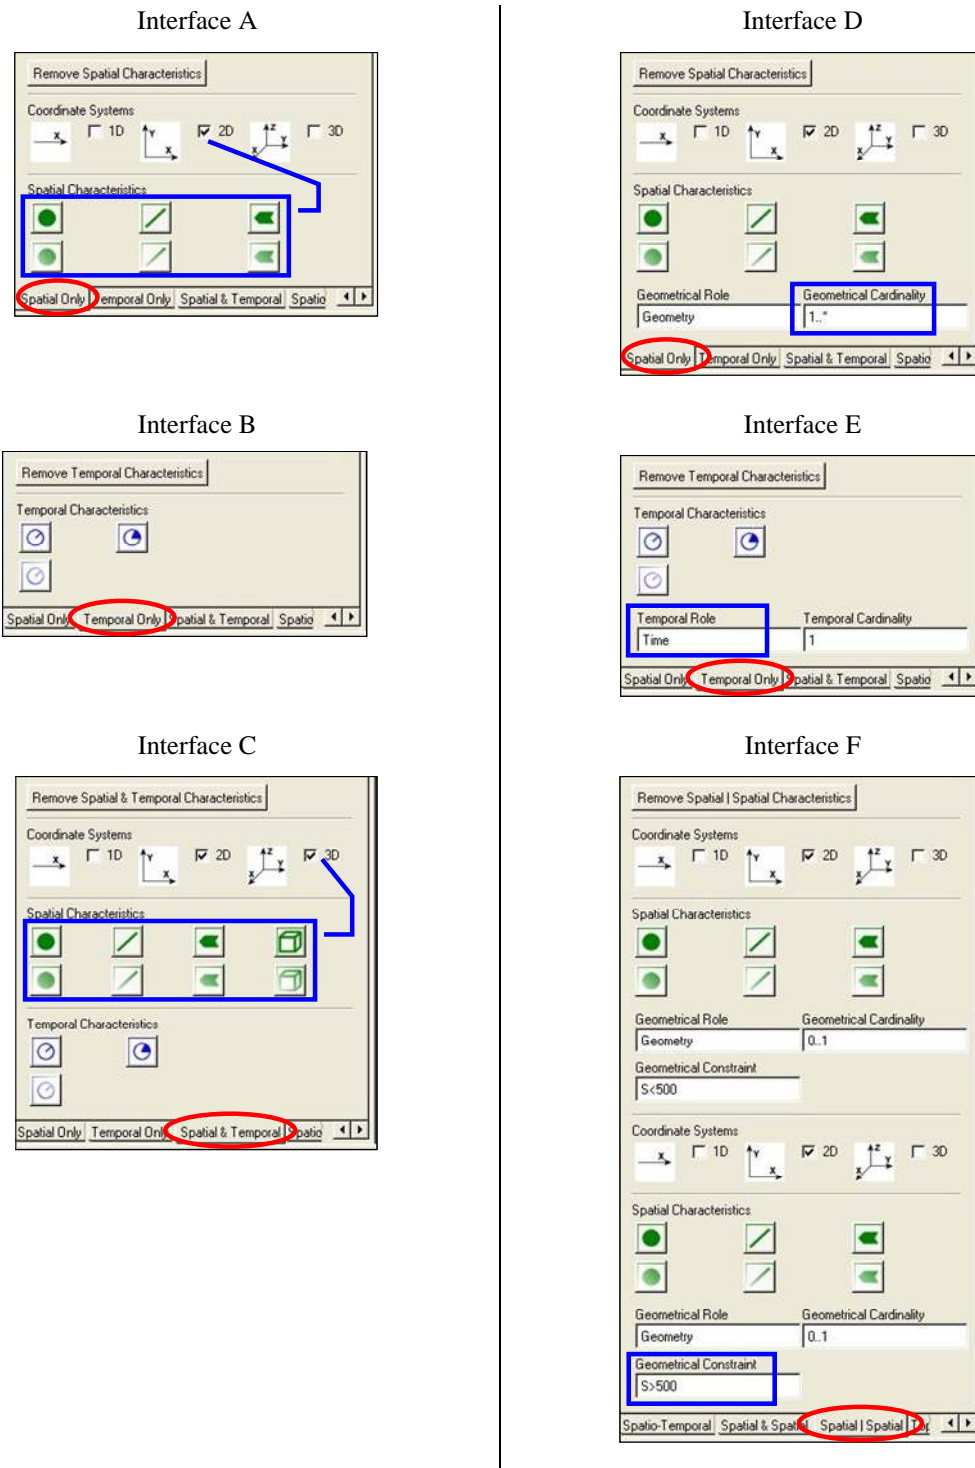 Interface A
Remove Spatial Characteristics
Coordinate Systems
X 1D Y X 2D Z Y X 3D
Spatial Characteristics
Spatial Only Temporal Only Spatial & Temporal Spatio
Interface B
Remove Temporal Characteristics
Temporal Characteristics
Spatial Only Temporal Only Spatial & Temporal Spatio
Interface C
Remove Spatial & Temporal Characteristics
Coordinate Systems
X 1D Y X 2D Z Y X 3D
Spatial Characteristics
Temporal Characteristics
Spatial Only Temporal Only Spatial & Temporal Spatio
Interface D
Remove Spatial Characteristics
Coordinate Systems
X 1D Y X 2D Z Y X 3D
Spatial Characteristics
Geometrical Role Geometrical Cardinality
Geometry 1..*
Spatial Only Temporal Only Spatial & Temporal Spatio
Interface E
Remove Temporal Characteristics
Temporal Characteristics
Temporal Role Temporal Cardinality
Time 1
Spatial Only Temporal Only Spatial & Temporal Spatio
Interface F
Remove Spatial | Spatial Characteristics
Coordinate Systems
X 1D Y X 2D Z Y X 3D
Spatial Characteristics
Geometrical Role Geometrical Cardinality
Geometry 0..1
Geometrical Constraint
S<500
Coordinate Systems
X 1D Y X 2D Z Y X 3D
Spatial Characteristics
Geometrical Role Geometrical Cardinality
Geometry 0..1
Geometrical Constraint
S>500
Spatio-Temporal Spatial & Spatial Spatial | Spatial